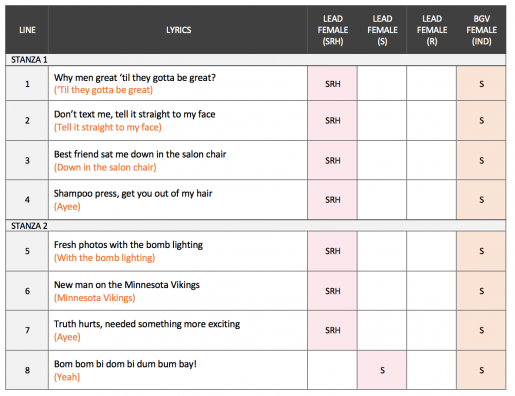 LINE LYRICS LEAD FEMALE (SRH) LEAD FEMALE (S) LEAD FEMALE (R) BGV FEMALE (IND)
STANZA 1
1 Why men great ‘til they gotta be great? SRH S
(‘Til they gotta be great)
2 Don’t text me, tell it straight to my face SRH S
(Tell it straight to my face)
3 Best friend sat me down in the salon chair SRH S
(Down in the salon chair)
4 Shampoo press, get you out of my hair SRH S
(Ayee)
STANZA 2
5 Fresh photos with the bomb lighting SRH S
(With the bomb lighting)
6 New man on the Minnesota Vikings SRH S
(Minnesota Vikings)
7 Truth hurts, needed something more exciting SRH S
(Ayee)
8 Bom bom bi dom bi dum bum bay! S S
(Yeah)